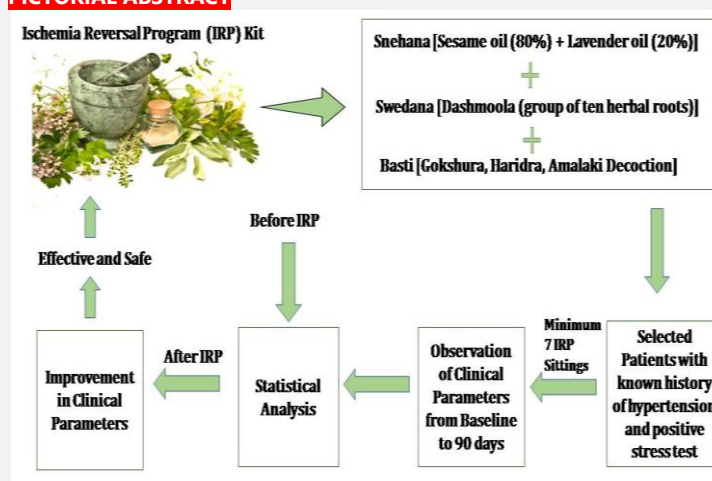 PICTORIAL ABSTRACT
Ischemia Reversal Program (IRP) Kit
Snehana [Sesame oil (80%) + Lavender oil (20%)]
+
Swedana [Dashmoola (group of ten herbal roots)]
+
Basti [Gokshura, Haridra, Amalaki Decoction]
Selected
Patients with
known history
of hypertension
and positive
stress test
Minimum
7 IRP
Sittings
Observation
of Clinical
Parameters
from Baseline
to 90 days
Before IRP
Statistical
Analysis
After IRP
Improvement
in Clinical
Parameters
Effective and Safe